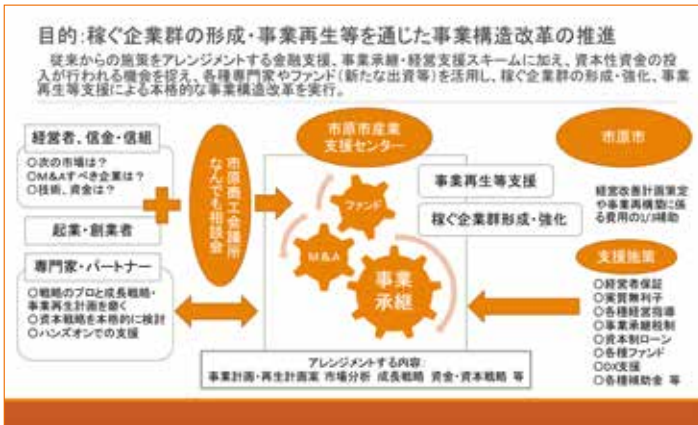 目的:稼ぐ企業群の形成・事業再生等を通じた事業構造改革の推進
従来からの施策をアレンジメントする金融支援、事業承継・経営支援スキームに加え、資本性資金の投
入が行われる機会を捉え、各種専門家やファンド(新たな出資等)を活用し、稼ぐ企業群の形成・強化、事業
再生等支援による本格的な事業構造改革を実行。
経営者、信金・信組
○次の市場は?
○M&Aすべき企業は?
○技術、資金は?
起業・創業者
専門家・パートナー
○戦略のプロと成長戦略・
事業再生計画を磨く
○資本戦略を本格的に検討
○ハンズオンでの支援
市原商工会議所
なんでも相談会
市原市産業
支援センター
ファンド
M&A
事業
承継
事業再生等支援
稼ぐ企業群形成・強化
アレンジメントする内容:
事業計画・再生計画案 市場分析 成長戦略 資金・資本戦略 等
市原市
経営改善計画策定
や事業再構築に係
る費用の1/3補助
支援施策
○経営者保証
○実質無利子
○各種経営指導
○事業承継税制
○資本制ローン
○各種ファンド
○DX支援
○各種補助金 等